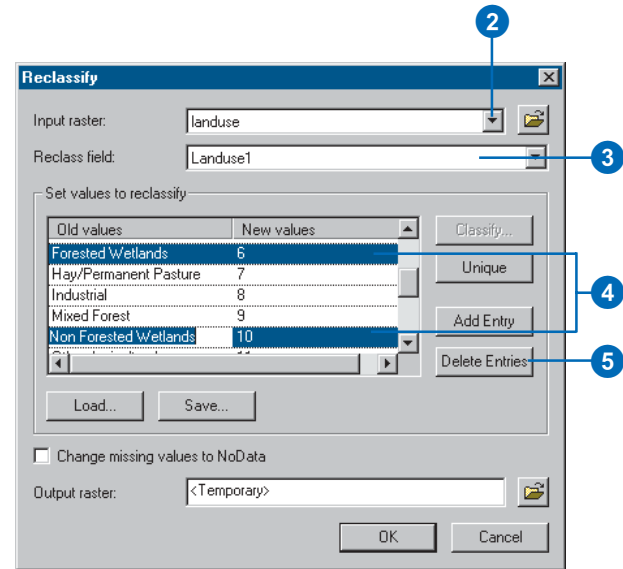 2
Reclassify
Input raster: landuse
Reclass field: Landuse1
3
Set values to reclassify
Old values New values
Classify...
Forested Wetlands 6
Hay/Permanent Pasture 7
Unique
Industrial 8
4
Mixed Forest 9
Add Entry
Non Forested Wetlands 10
Delete Entries
5
Load... Save...
Change missing values to NoData
Output raster: <Temporary>
OK Cancel